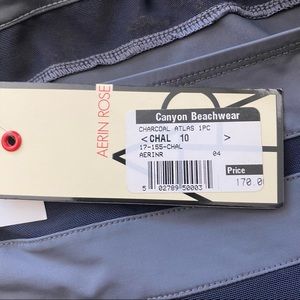 AERIN ROSE
Canyon Beachwear
CHARCOAL ATLAS 1PC
<CHAL 10 >
17-155-CHAL
AERINR 04
Price
170.0
5 02789 50003